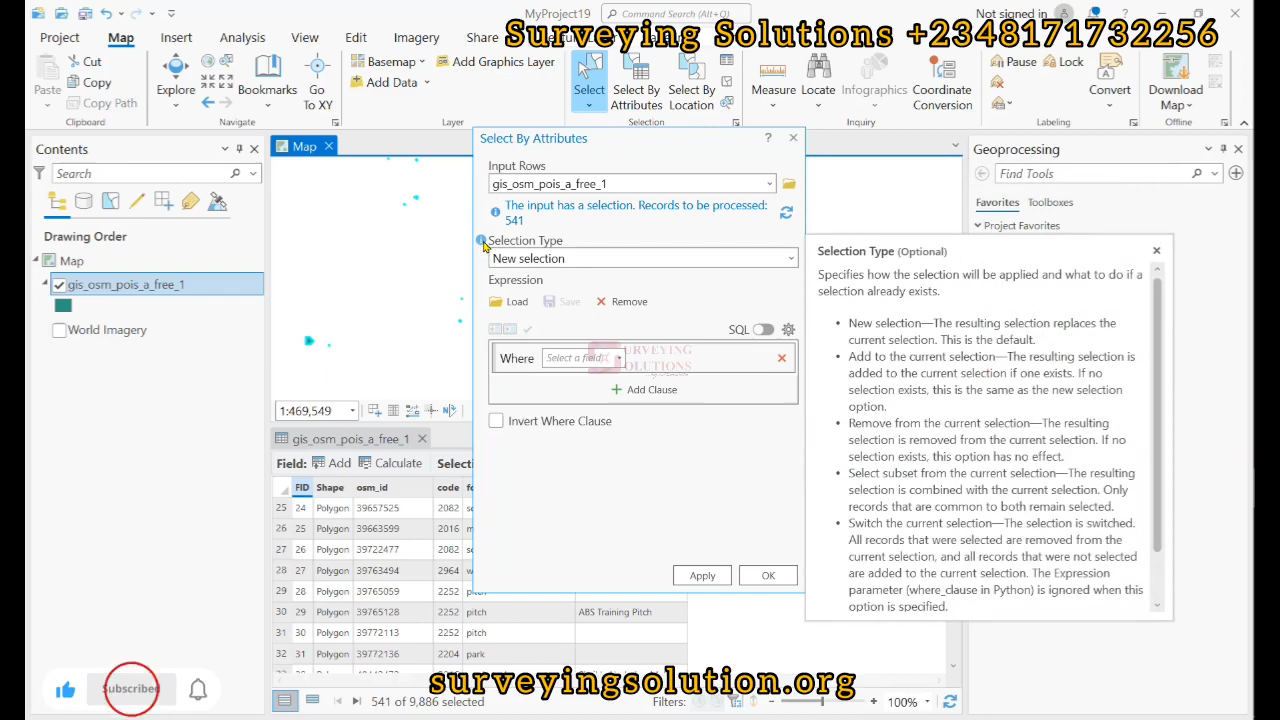 MyProject19
Command Search (Alt+Q)
Not signed in
Surveying Solutions +2348171732256
Project
Map
Insert
Analysis
View
Edit
Imagery
Share
Paste
Cut
Copy
Copy Path
Clipboard
Explore
Bookmarks
Go
To XY
Navigate
Basemap
Add Data
Add Graphics Layer
Layer
Select
Select By
Attributes
Select By
Location
Selection
Measure
Locate
Infographics
Coordinate
Conversion
Inquiry
Pause
Lock
Convert
Labeling
Download
Map
Offline
Contents
Search
Drawing Order
Map
gis_osm_pois_a_free_1
World Imagery
Map
1:469,549
gis_osm_pois_a_free_1
Field:
Add
Calculate
FID
Shape
osm_id
code
25 24 Polygon 39657525 2082
26 25 Polygon 39663599 2016
27 26 Polygon 39722477 2082
28 27 Polygon 39763494 2964
29 28 Polygon 39765059 2252 pitch
30 29 Polygon 39765128 2252 pitch ABS Training Pitch
31 30 Polygon 39772113 2252 pitch
32 31 Polygon 39772136 2204 park
541 of 9,886 selected
Filters:
100%
Select By Attributes
Input Rows
gis_osm_pois_a_free_1
The input has a selection. Records to be processed:
541
Selection Type
New selection
Expression
Load
Save
Remove
SQL
Where
Select a field
Add Clause
SURVEYING
SOLUTIONS
Invert Where Clause
Apply
OK
Geoprocessing
Find Tools
Favorites
Toolboxes
Project Favorites
Selection Type (Optional)
Specifies how the selection will be applied and what to do if a
selection already exists.
• New selection—The resulting selection replaces the
current selection. This is the default.
• Add to the current selection—The resulting selection is
added to the current selection if one exists. If no
selection exists, this is the same as the new selection
option.
• Remove from the current selection—The resulting
selection is removed from the current selection. If no
selection exists, this option has no effect.
• Select subset from the current selection—The resulting
selection is combined with the current selection. Only
records that are common to both remain selected.
• Switch the current selection—The selection is switched.
All records that were selected are removed from the
current selection, and all records that were not selected
are added to the current selection. The Expression
parameter (where_clause in Python) is ignored when this
option is specified.
Subscribed
surveyingsolution.org